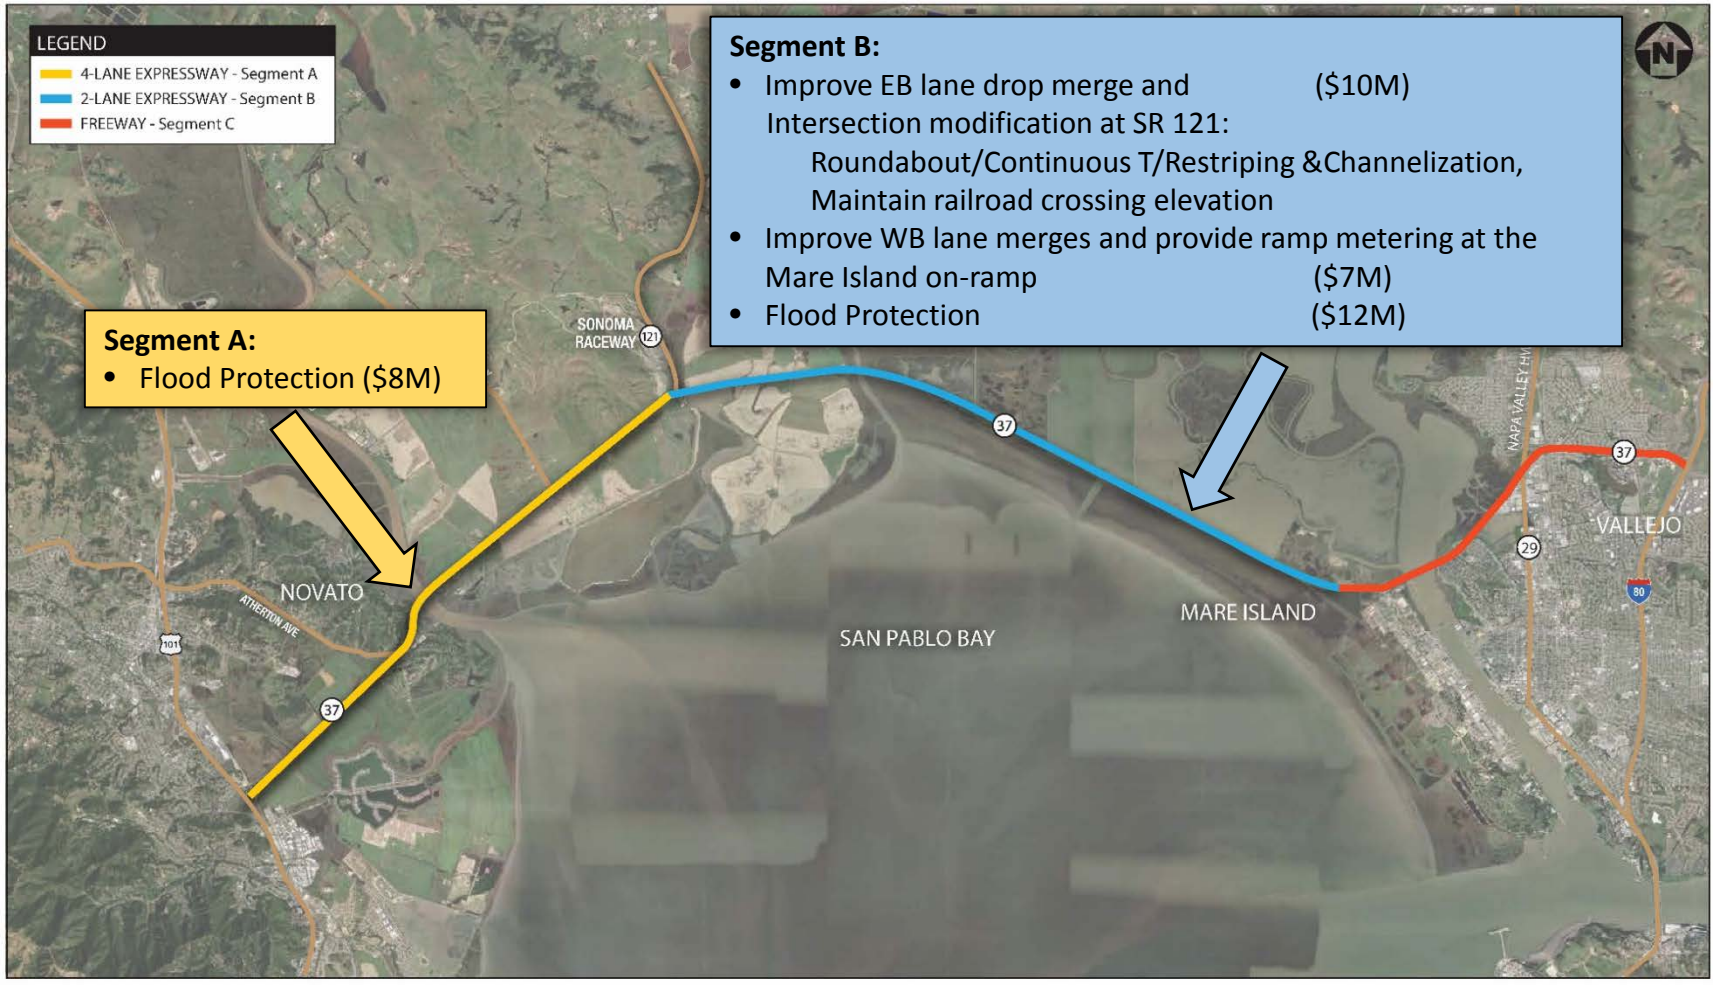 LEGEND
4-LANE EXPRESSWAY - Segment A
2-LANE EXPRESSWAY - Segment B
FREEWAY - Segment C
Segment B:
• Improve EB lane drop merge and ($10M)
Intersection modification at SR 121:
Roundabout/Continuous T/Restriping &Channelization,
Maintain railroad crossing elevation
• Improve WB lane merges and provide ramp metering at the
Mare Island on-ramp ($7M)
• Flood Protection ($12M)
N
Segment A:
• Flood Protection ($8M)
SONOMA
RACEWAY
121
37
NAPA VALLEY HW
37
VALLEJO
29
80
NOVATO
ATHERTON AVE
101
MARE ISLAND
SAN PABLO BAY
37